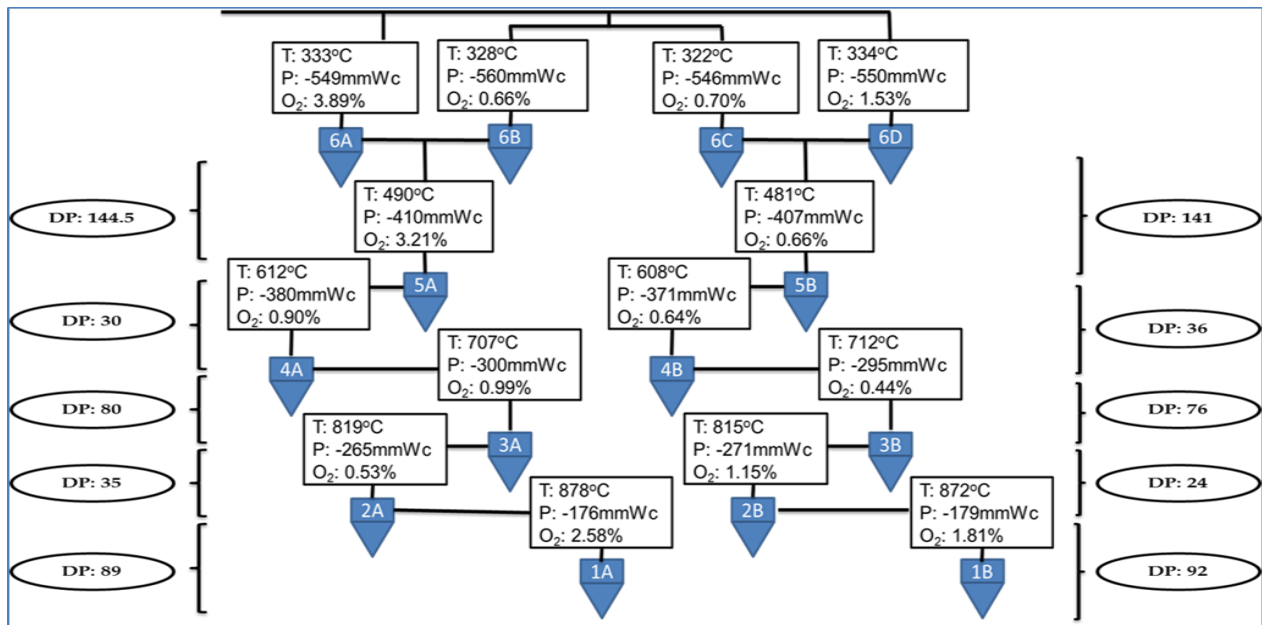 T: 333°C
P: -549mmWc
O₂: 3.89%
T: 328°C
P: -560mmWc
O₂: 0.66%
T: 322°C
P: -546mmWc
O₂: 0.70%
T: 334°C
P: -550mmWc
O₂: 1.53%
6A
6B
6C
6D
DP: 144.5
T: 490°C
P: -410mmWc
O₂: 3.21%
T: 481°C
P: -407mmWc
O₂: 0.66%
DP: 141
T: 612°C
P: -380mmWc
O₂: 0.90%
5A
T: 608°C
P: -371mmWc
O₂: 0.64%
5B
DP: 30
DP: 36
4A
T: 707°C
P: -300mmWc
O₂: 0.99%
4B
T: 712°C
P: -295mmWc
O₂: 0.44%
DP: 80
DP: 76
T: 819°C
P: -265mmWc
O₂: 0.53%
3A
T: 815°C
P: -271mmWc
O₂: 1.15%
3B
DP: 35
DP: 24
2A
T: 878°C
P: -176mmWc
O₂: 2.58%
2B
T: 872°C
P: -179mmWc
O₂: 1.81%
DP: 89
1A
1B
DP: 92